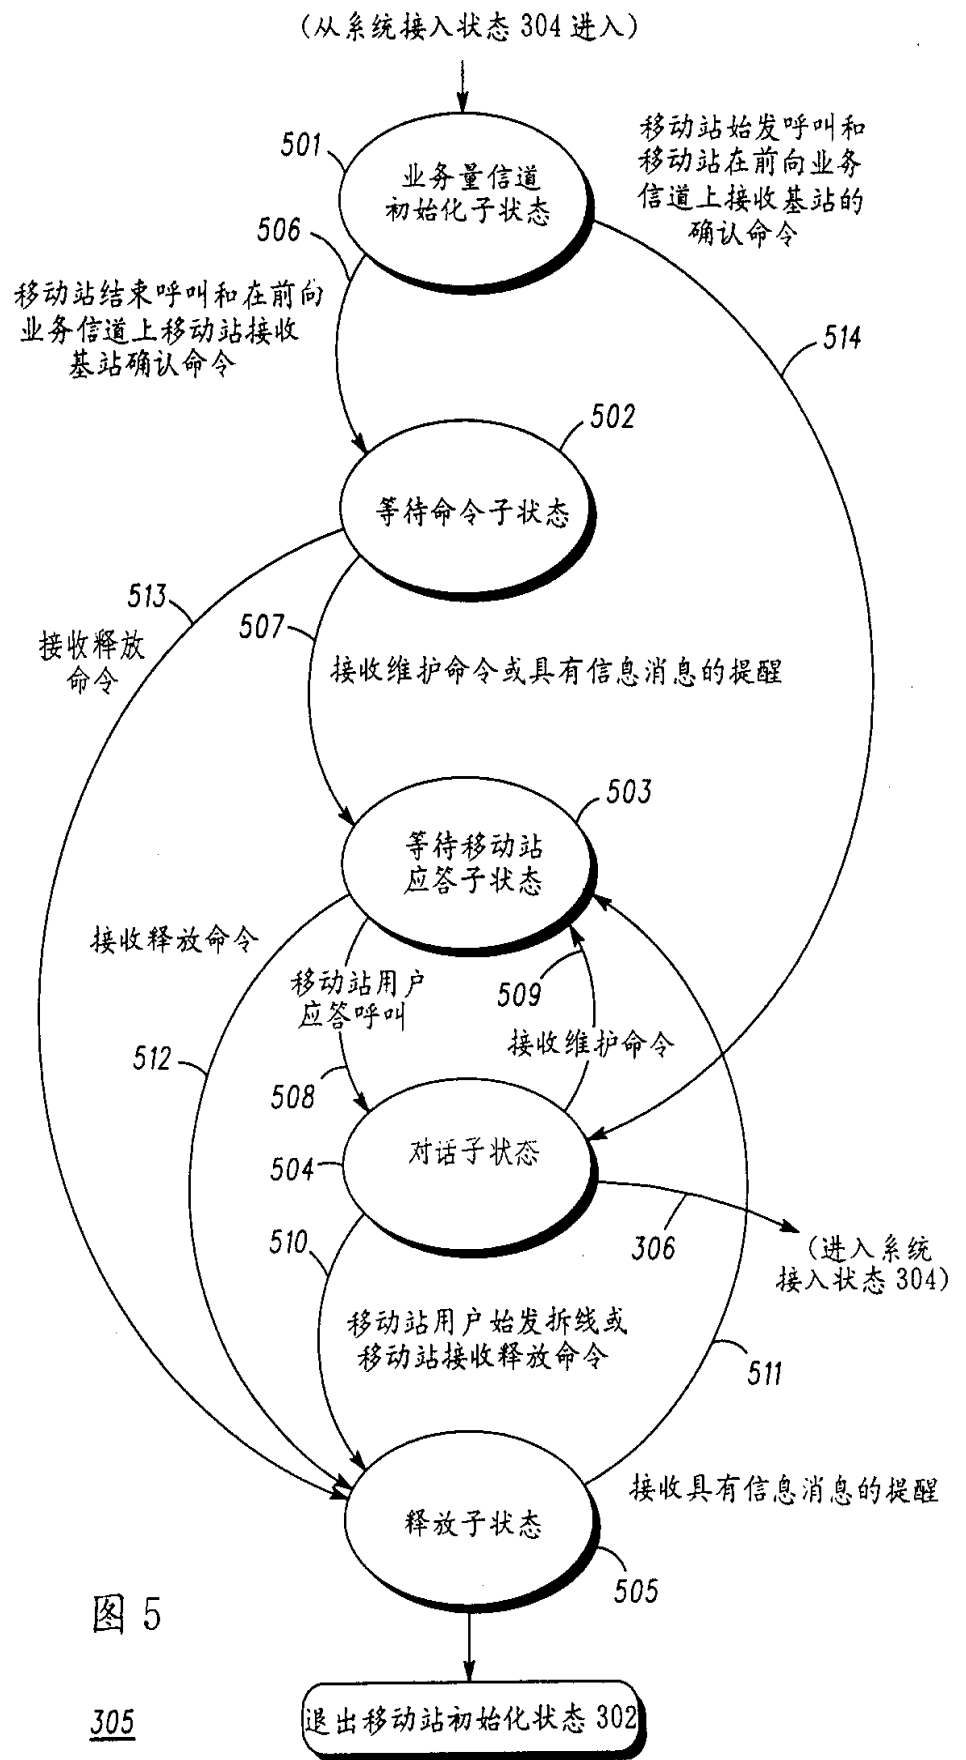 (从系统接入状态304进入)
501
业务量信道
初始化子状态
移动站始发呼叫和
移动站在前向业务
信道上接收基站的
确认命令
506
移动站结束呼叫和在前向
业务信道上移动站接收
基站确认命令
514
502
等待命令子状态
513
接收释放
命令
507
接收维护命令或具有信息消息的提醒
503
等待移动站
应答子状态
接收释放命令
移动站用户
应答呼叫
509
接收维护命令
512
508
504
对话子状态
510
306
(进入系统
接入状态304)
移动站用户始发拆线或
移动站接收释放命令
511
接收具有信息消息的提醒
释放子状态
505
图5
305
退出移动站初始化状态302